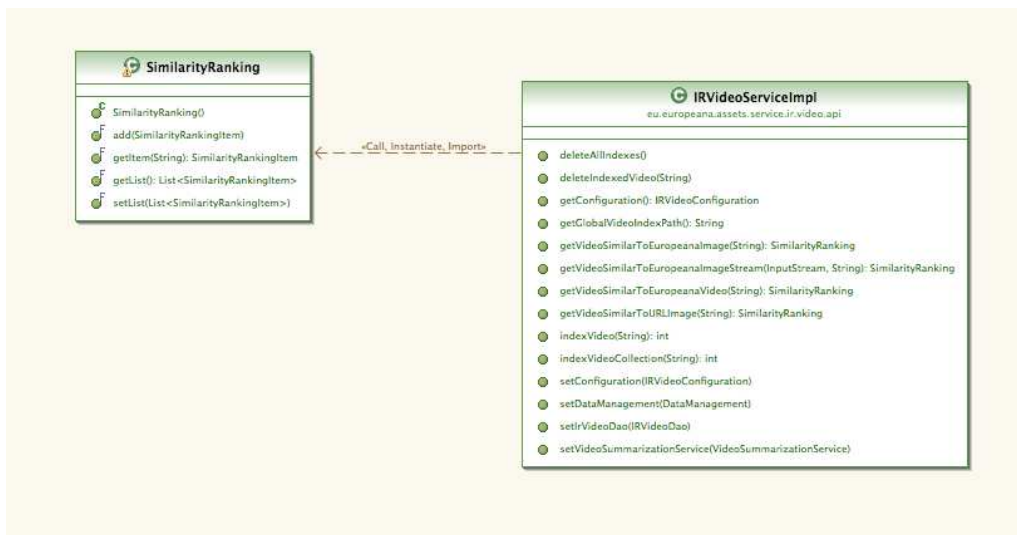 SimilarityRanking
SimilarityRanking()
add(SimilarityRankingItem)
getItem(String): SimilarityRankingItem
getList(): List<SimilarityRankingItem>
setList(List<SimilarityRankingItem>)
«Call, Instantiate, Import»
IRVideoServiceImpl
eu.europeana.assets.service.ir.video.api
deleteAllIndexes()
deleteIndexedVideo(String)
getConfiguration(): IRVideoConfiguration
getGlobalVideoIndexPath(): String
getVideoSimilarToEuropeanaImage(String): SimilarityRanking
getVideoSimilarToEuropeanaImageStream(InputStream, String): SimilarityRanking
getVideoSimilarToEuropeanaVideo(String): SimilarityRanking
getVideoSimilarToURLImage(String): SimilarityRanking
indexVideo(String): int
indexVideoCollection(String): int
setConfiguration(IRVideoConfiguration)
setDataManagement(DataManagement)
setIrVideoDao(IRVideoDao)
setVideoSummarizationService(VideoSummarizationService)